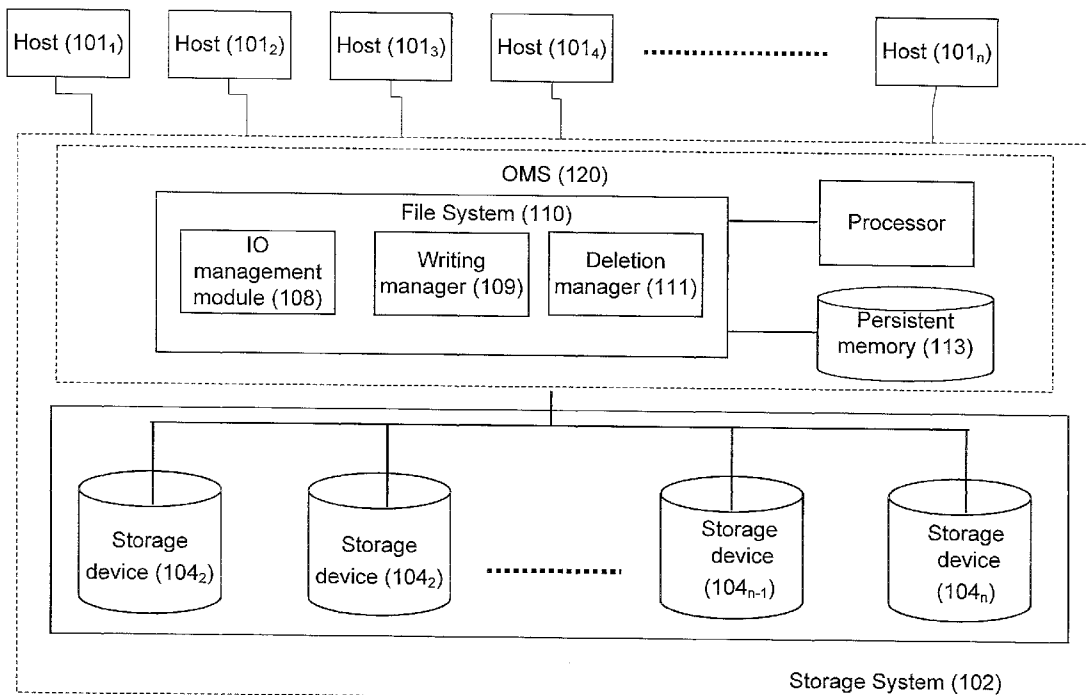 Host (101₁)
Host (101₂)
Host (101₃)
Host (101₄)
Host (101ₙ)
OMS (120)
File System (110)
IO
management
module (108)
Writing
manager (109)
Deletion
manager (111)
Processor
Persistent
memory (113)
Storage
device (104₂)
Storage
device (104₂)
Storage
device
(104ₙ₋₁)
Storage
device
(104ₙ)
Storage System (102)